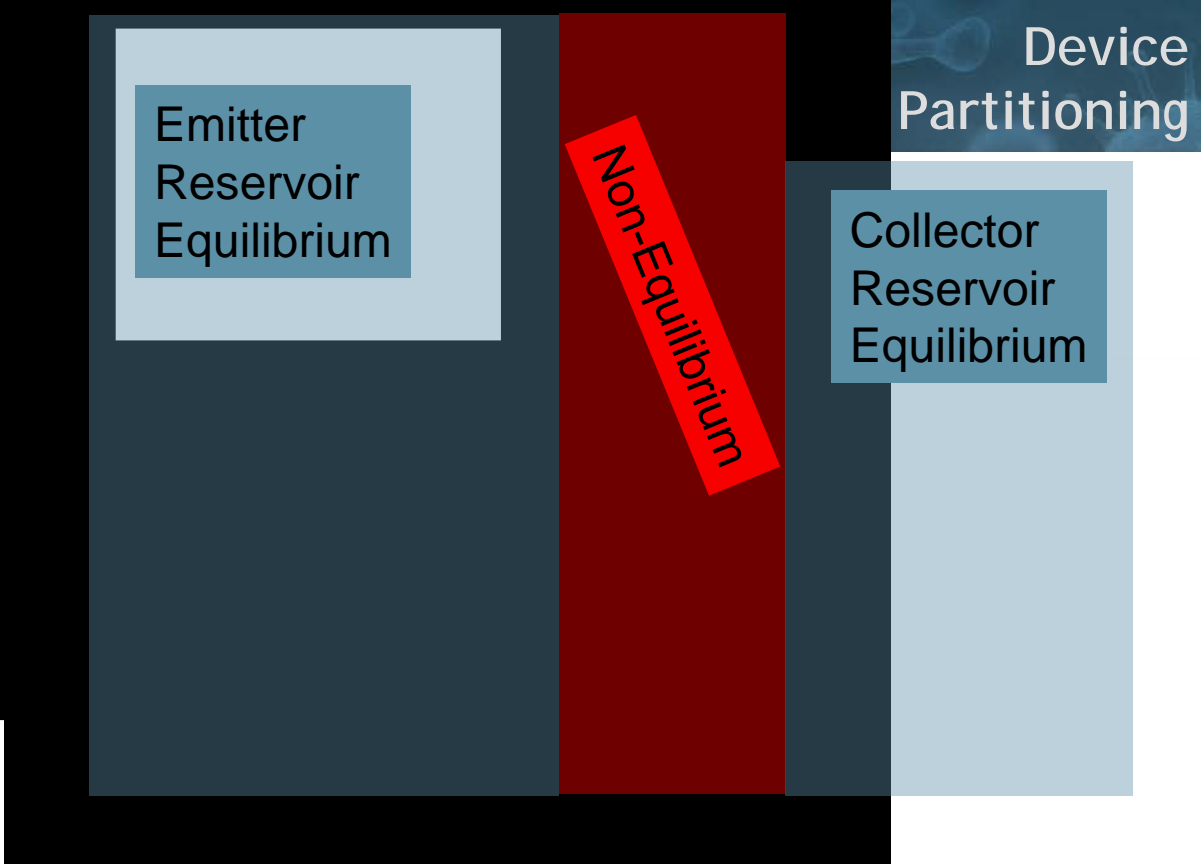 Device
Partitioning
Emitter
Reservoir
Equilibrium
Non-Equilibrium
Collector
Reservoir
Equilibrium